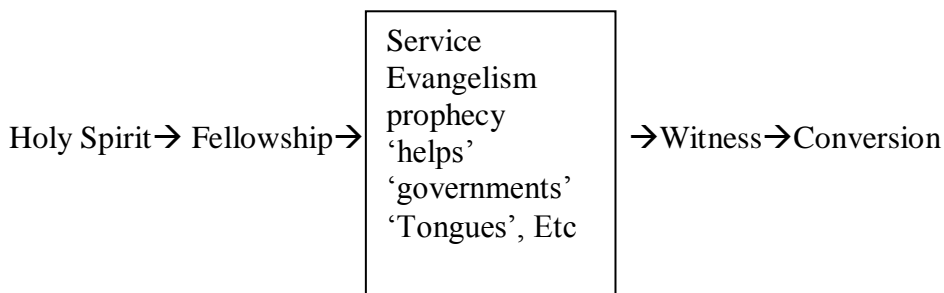 Service
Evangelism
prophecy
‘helps’
Holy Spirit→ Fellowship→ →Witness→Conversion
‘governments’
‘Tongues’, Etc